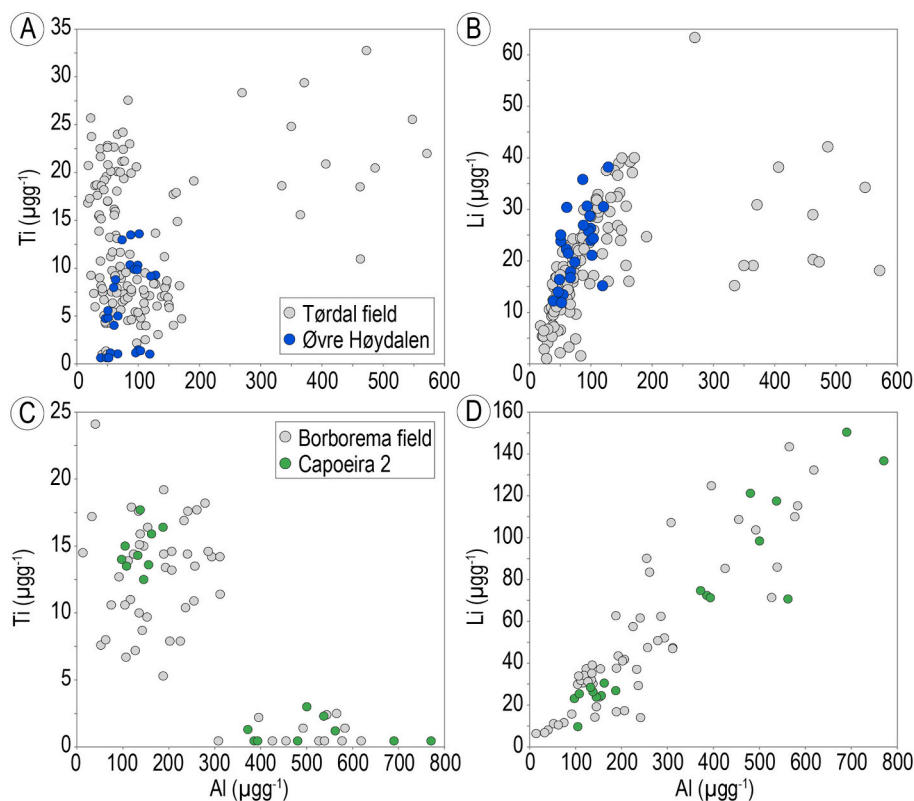 A
35
30
25
20
15
10
5
0
Ti (µgg⁻¹)
0 100 200 300 400 500 600
Tørdal field
Øvre Høydalen
B
60
50
40
30
20
10
0
Li (µgg⁻¹)
0 100 200 300 400 500 600
C
25
20
15
10
5
0
Ti (µgg⁻¹)
0 100 200 300 400 500 600 700 800
Al (µgg⁻¹)
Borborema field
Capoeira 2
D
160
140
120
100
80
60
40
20
0
Li (µgg⁻¹)
0 100 200 300 400 500 600 700 800
Al (µgg⁻¹)